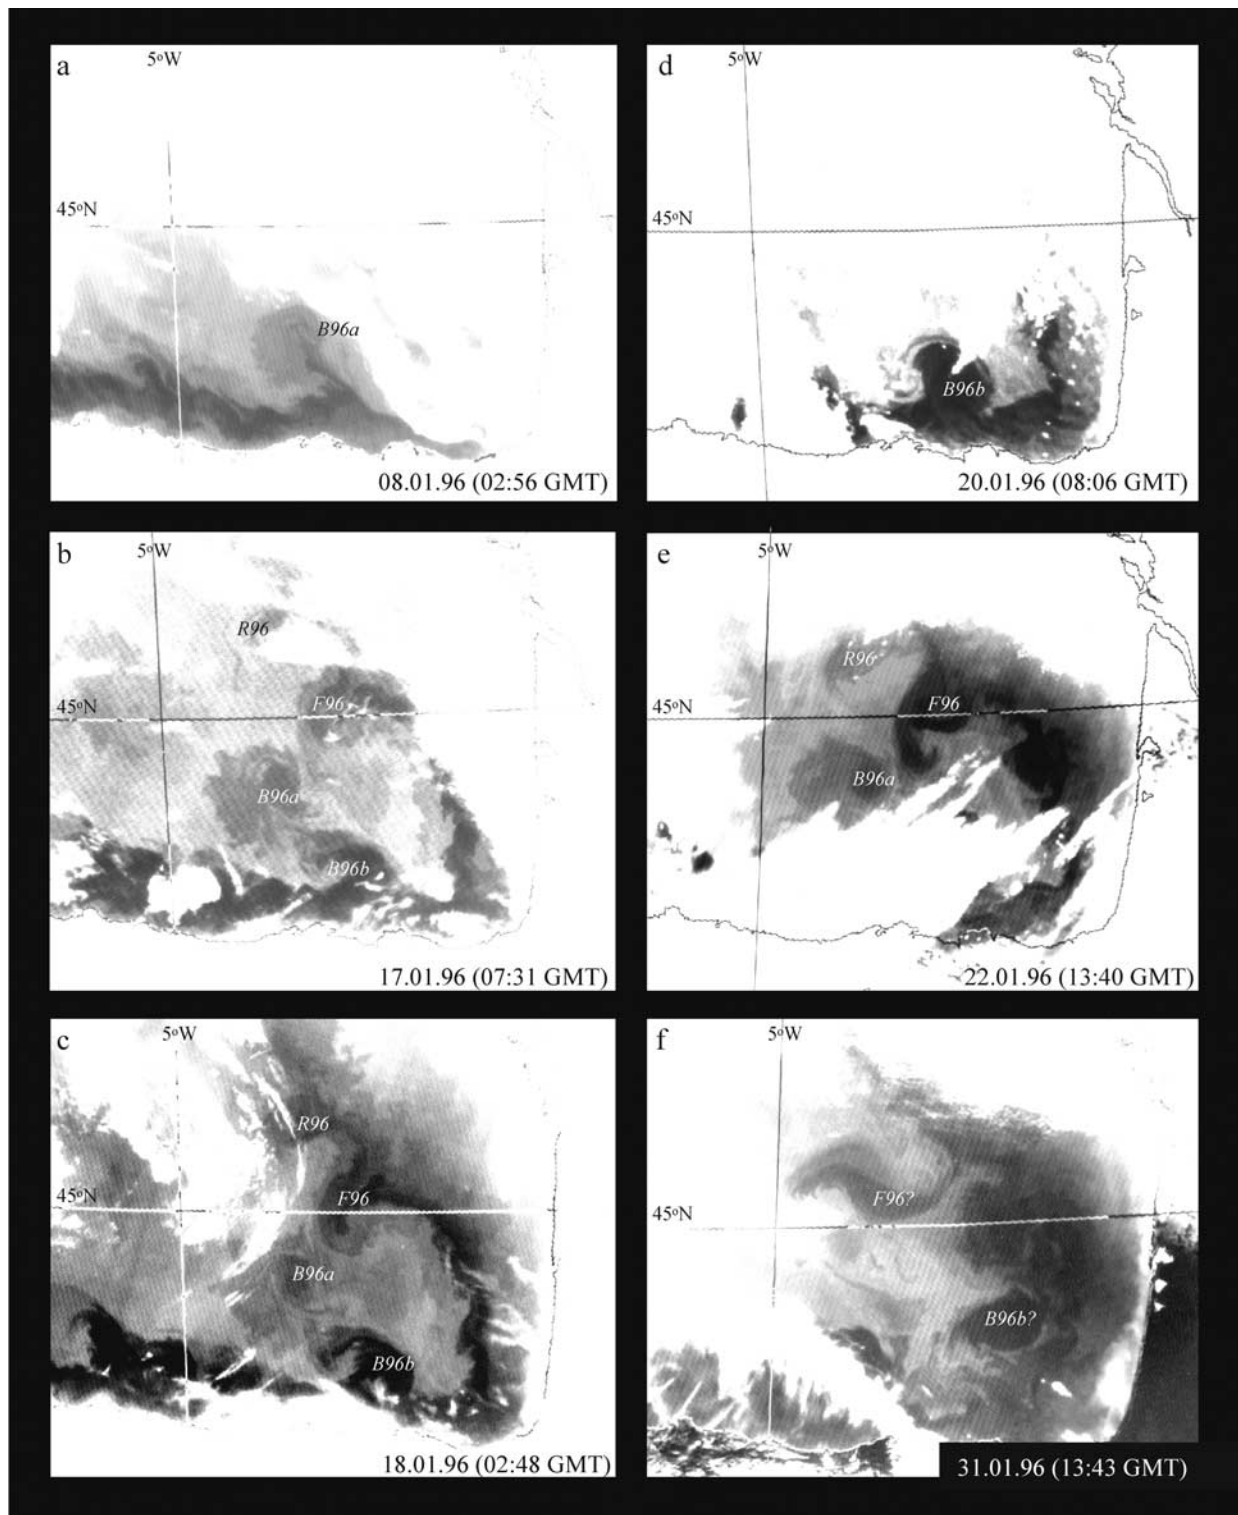 a
5°W
45°N
B96a
08.01.96 (02:56 GMT)
d
5°W
45°N
B96b
20.01.96 (08:06 GMT)
b
5°W
R96
45°N
F96
B96a
B96b
17.01.96 (07:31 GMT)
e
5°W
R96
45°N
F96
B96a
22.01.96 (13:40 GMT)
c
5°W
R96
45°N
F96
B96a
B96b
18.01.96 (02:48 GMT)
f
5°W
45°N
F96?
B96b?
31.01.96 (13:43 GMT)